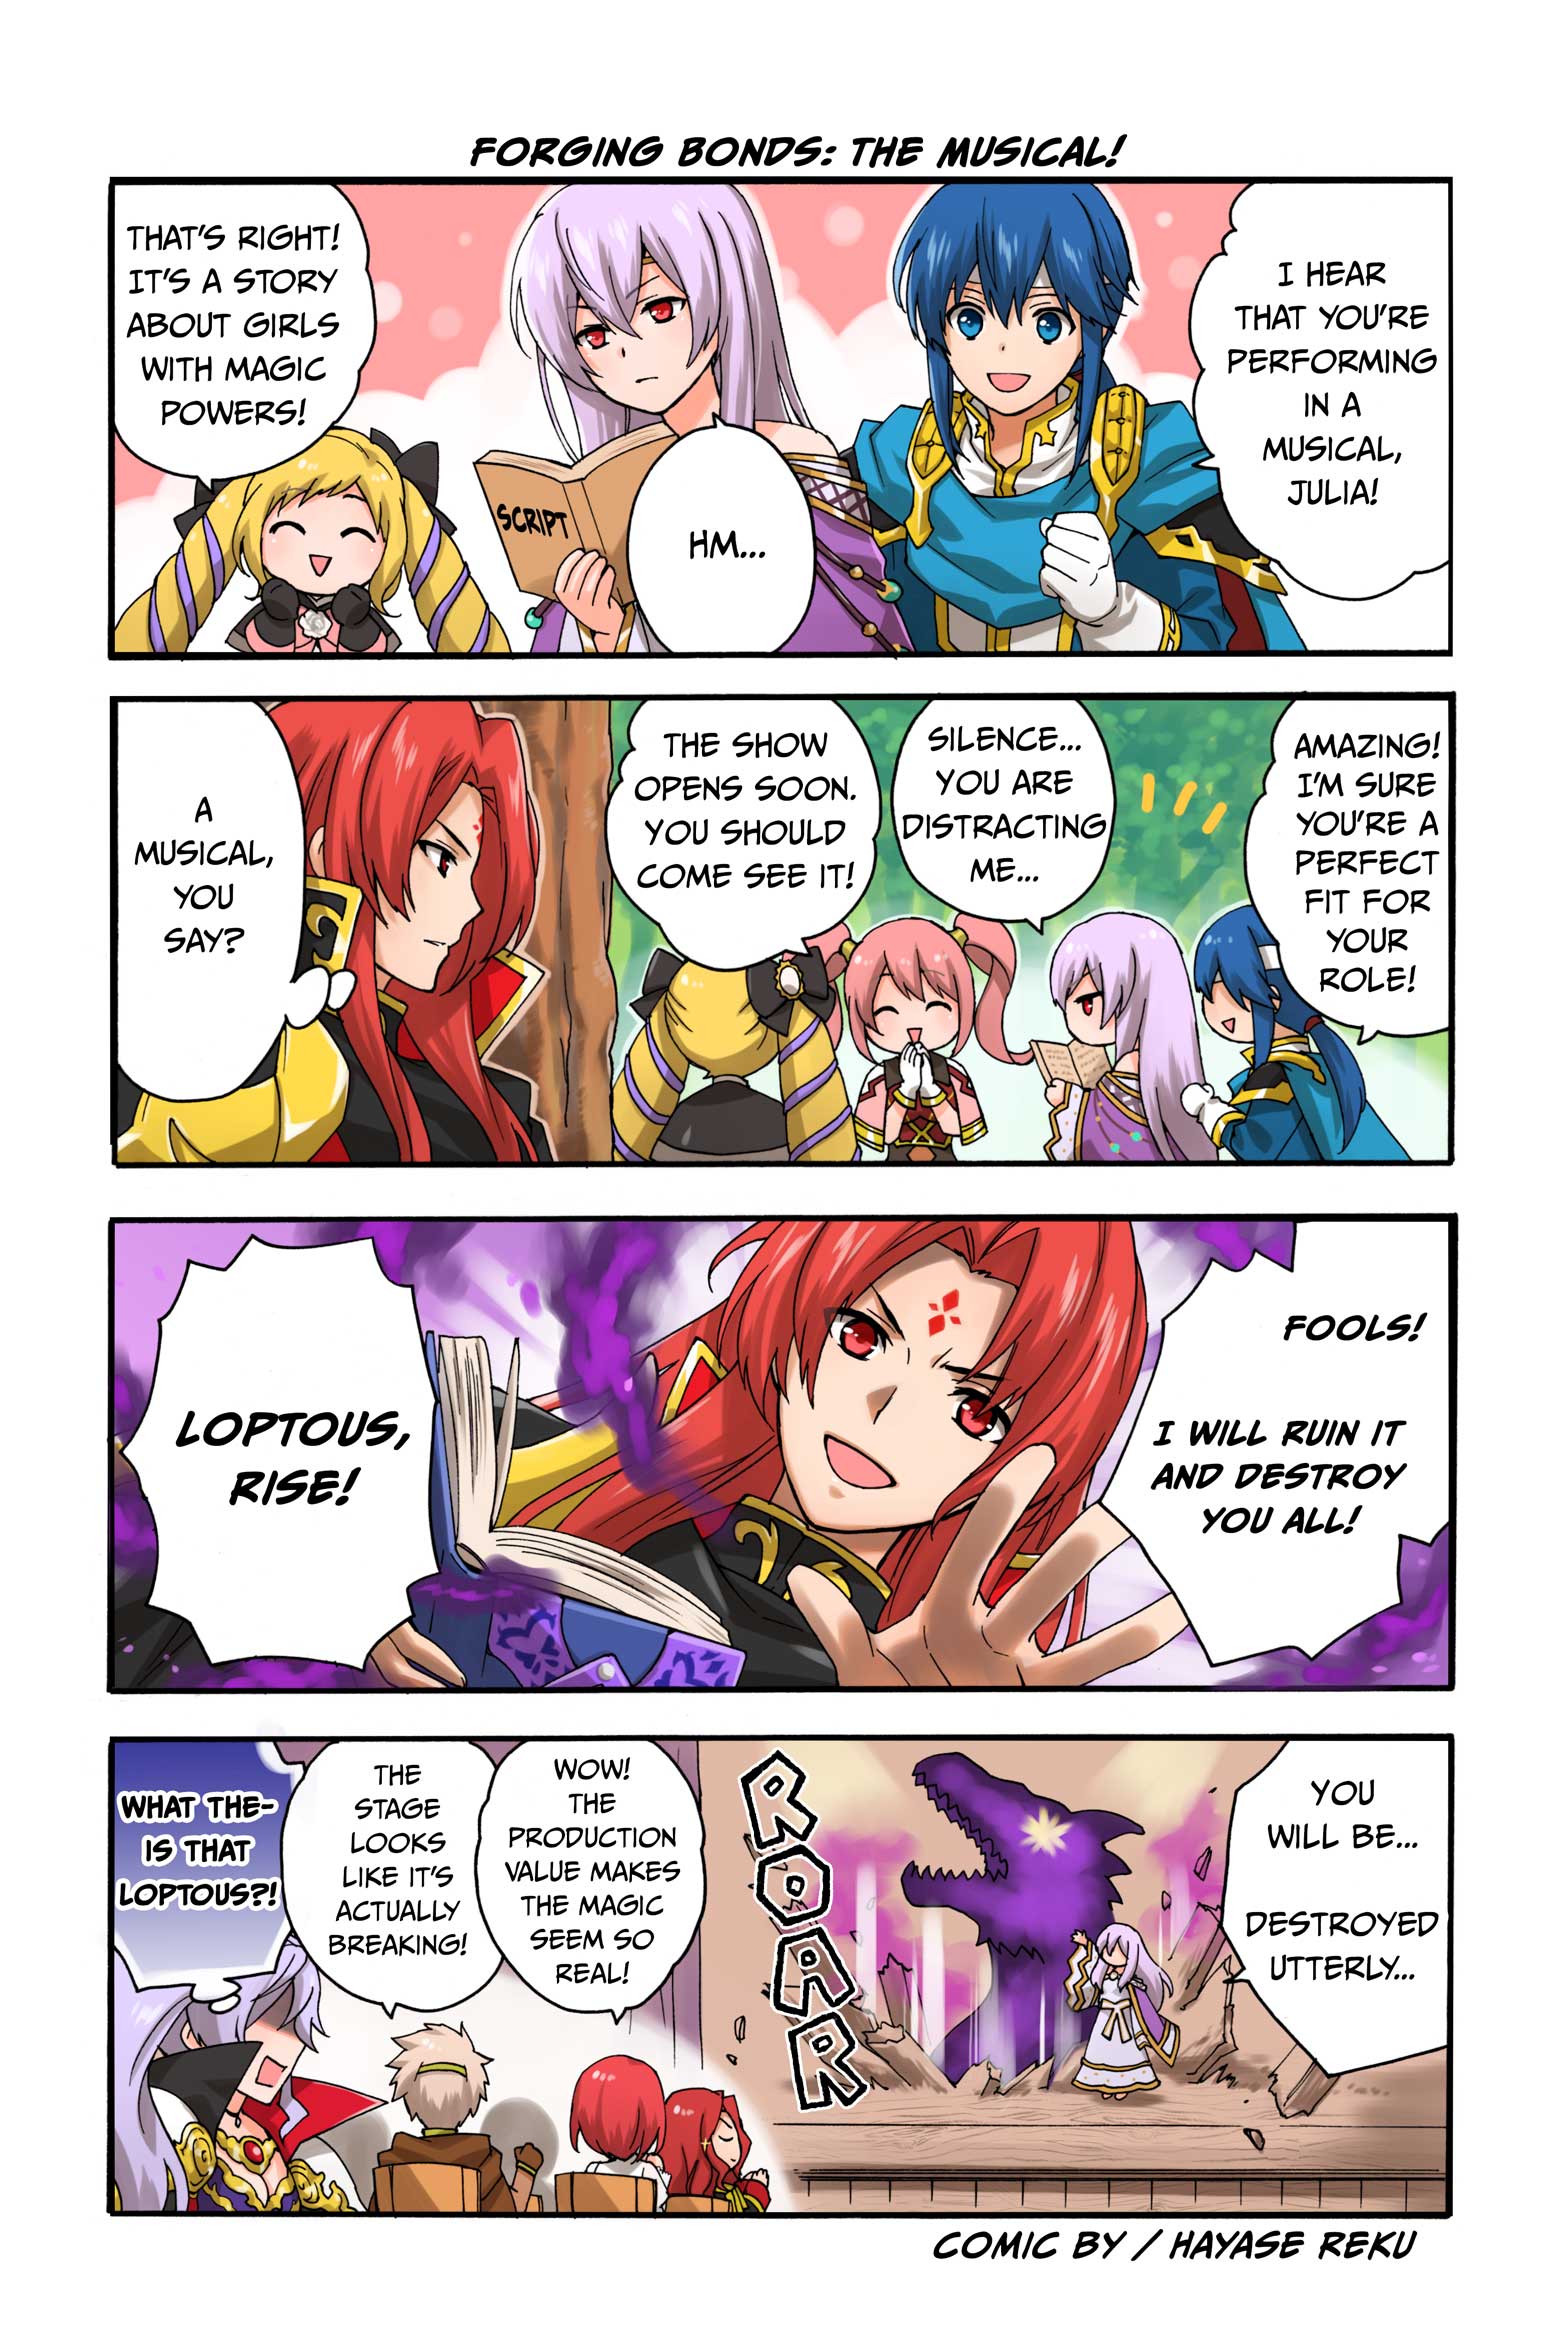 FORGING BONDS: THE MUSICAL!
I HEAR
THAT YOU'RE
PERFORMING
IN A
MUSICAL,
JULIA!
HM...
SCRIPT
THAT'S RIGHT!
IT'S A STORY
ABOUT GIRLS
WITH MAGIC
POWERS!
AMAZING!
I'M SURE
YOU'RE A
PERFECT
FIT FOR
YOUR
ROLE!
SILENCE...
YOU ARE
DISTRACTING
ME...
THE SHOW
OPENS SOON.
YOU SHOULD
COME SEE IT!
A
MUSICAL,
YOU
SAY?
FOOLS!
I WILL RUIN IT
AND DESTROY
YOU ALL!
LOPTOUS,
RISE!
YOU
WILL BE...
DESTROYED
UTTERLY...
ROAR
WOW!
THE
PRODUCTION
VALUE MAKES
THE MAGIC
SEEM SO
REAL!
THE
STAGE
LOOKS
LIKE IT'S
ACTUALLY
BREAKING!
WHAT THE-
IS THAT
LOPTOUS?!
COMIC BY / HAYASE REKU